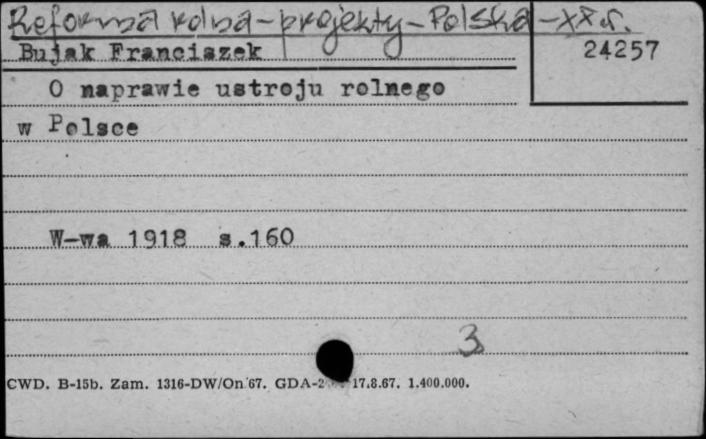 Reforma rolna - projekty - Polska - XX w.
Bujak Franciszek
24257
O naprawie ustroju rolnego
w Polsce
W-wa 1918 s.160
3
CWD. B-15b. Zam. 1316-DW/On 67. GDA-2 17.8.67. 1.400.000.